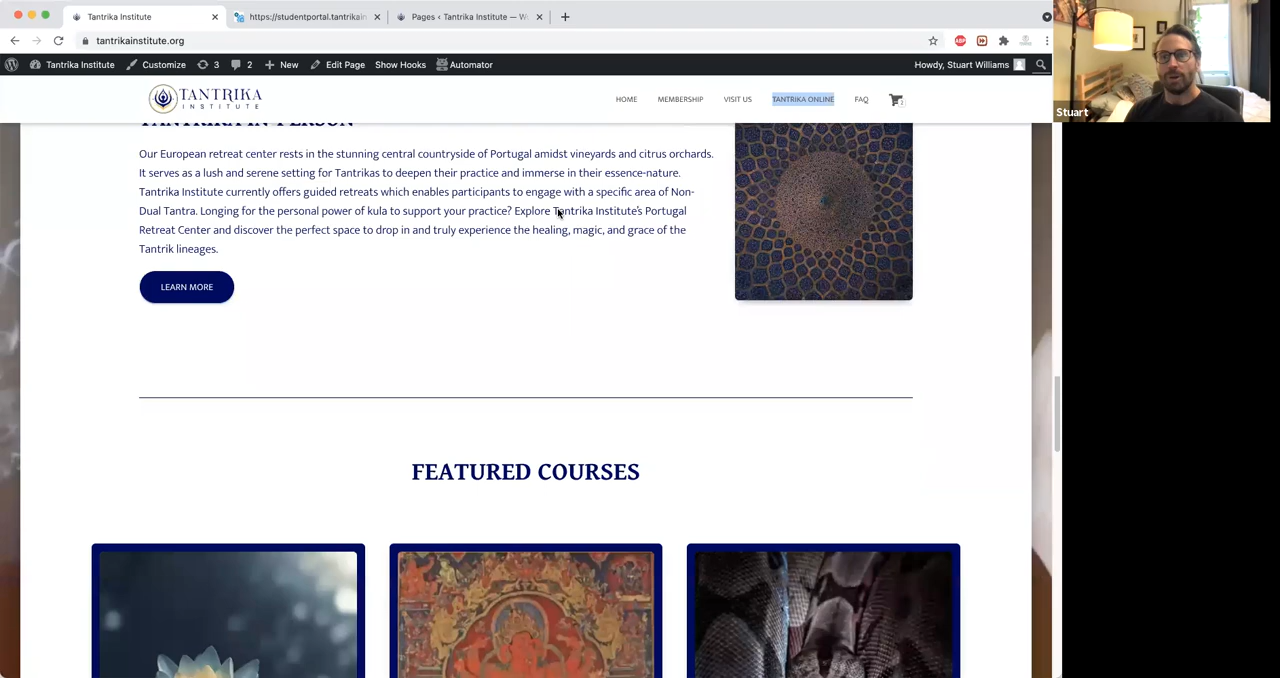 Tantrika Institute
https://studentportal.tantrikain
Pages ‹ Tantrika Institute — W
tantrikainstitute.org
ABP
Tantrika Institute
Customize
3
2
New
Edit Page
Show Hooks
Automator
Howdy, Stuart Williams
Stuart
TANTRIKA
INSTITUTE
HOME
MEMBERSHIP
VISIT US
TANTRIKA ONLINE
FAQ
2
TANTRIKA IN-PERSON
Our European retreat center rests in the stunning central countryside of Portugal amidst vineyards and citrus orchards.
It serves as a lush and serene setting for Tantrikas to deepen their practice and immerse in their essence-nature.
Tantrika Institute currently offers guided retreats which enables participants to engage with a specific area of Non-
Dual Tantra. Longing for the personal power of kula to support your practice? Explore Tantrika Institute's Portugal
Retreat Center and discover the perfect space to drop in and truly experience the healing, magic, and grace of the
Tantrik lineages.
LEARN MORE
FEATURED COURSES